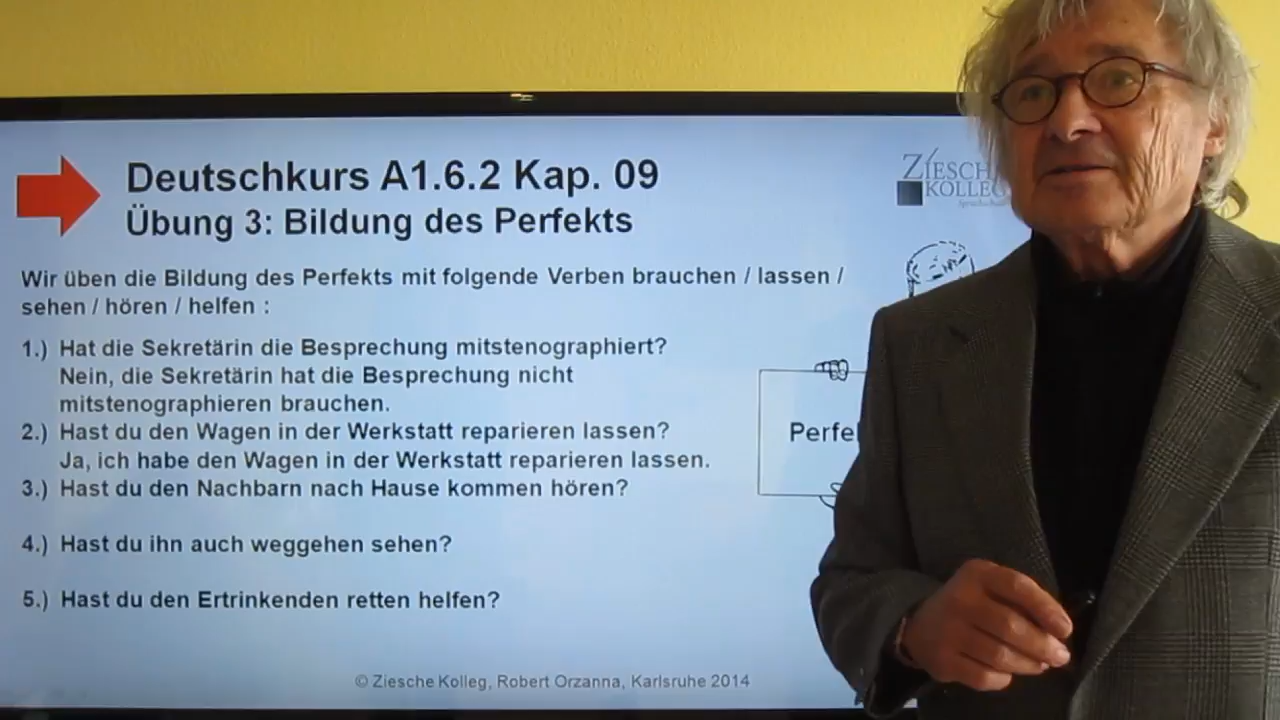 Deutschkurs A1.6.2 Kap. 09
Übung 3: Bildung des Perfekts
ZIESCHE
KOLLEG
Wir üben die Bildung des Perfekts mit folgende Verben brauchen / lassen /
sehen / hören / helfen :
1.) Hat die Sekretärin die Besprechung mitstenographiert?
Nein, die Sekretärin hat die Besprechung nicht
mitstenographieren brauchen.
2.) Hast du den Wagen in der Werkstatt reparieren lassen?
Ja, ich habe den Wagen in der Werkstatt reparieren lassen.
3.) Hast du den Nachbarn nach Hause kommen hören?
Perfe
4.) Hast du ihn auch weggehen sehen?
5.) Hast du den Ertrinkenden retten helfen?
© Ziesche Kolleg, Robert Orzanna, Karlsruhe 2014